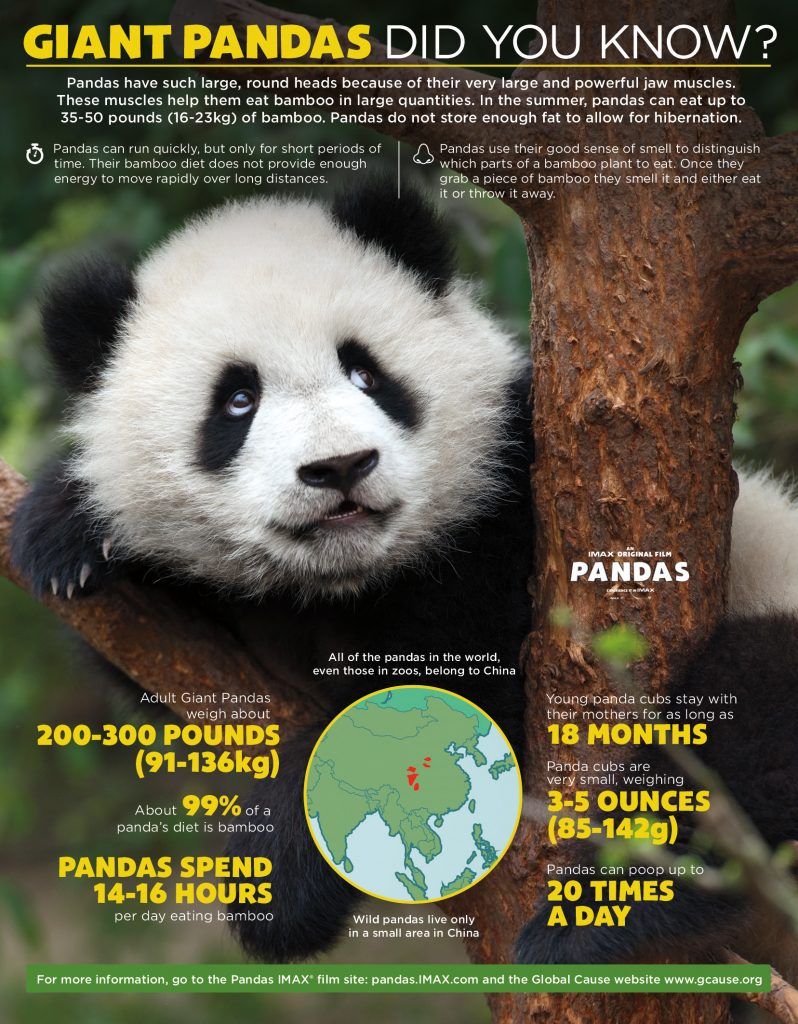 GIANT PANDAS DID YOU KNOW?
Pandas have such large, round heads because of their very large and powerful jaw muscles.
These muscles help them eat bamboo in large quantities. In the summer, pandas can eat up to
35-50 pounds (16-23kg) of bamboo. Pandas do not store enough fat to allow for hibernation.
Pandas can run quickly, but only for short periods of
time. Their bamboo diet does not provide enough
energy to move rapidly over long distances.
Pandas use their good sense of smell to distinguish
which parts of a bamboo plant to eat. Once they
grab a piece of bamboo they smell it and either eat
it or throw it away.
AN
IMAX ORIGINAL FILM
PANDAS
IMAX
All of the pandas in the world,
even those in zoos, belong to China
Adult Giant Pandas
weigh about
200-300 POUNDS
(91-136kg)
About 99% of a
panda's diet is bamboo
PANDAS SPEND
14-16 HOURS
per day eating bamboo
Wild pandas live only
in a small area in China
Young panda cubs stay with
their mothers for as long as
18 MONTHS
Panda cubs are
very small, weighing
3-5 OUNCES
(85-142g)
Pandas can poop up to
20 TIMES
A DAY
For more information, go to the Pandas IMAX® film site: pandas.IMAX.com and the Global Cause website www.gcause.org